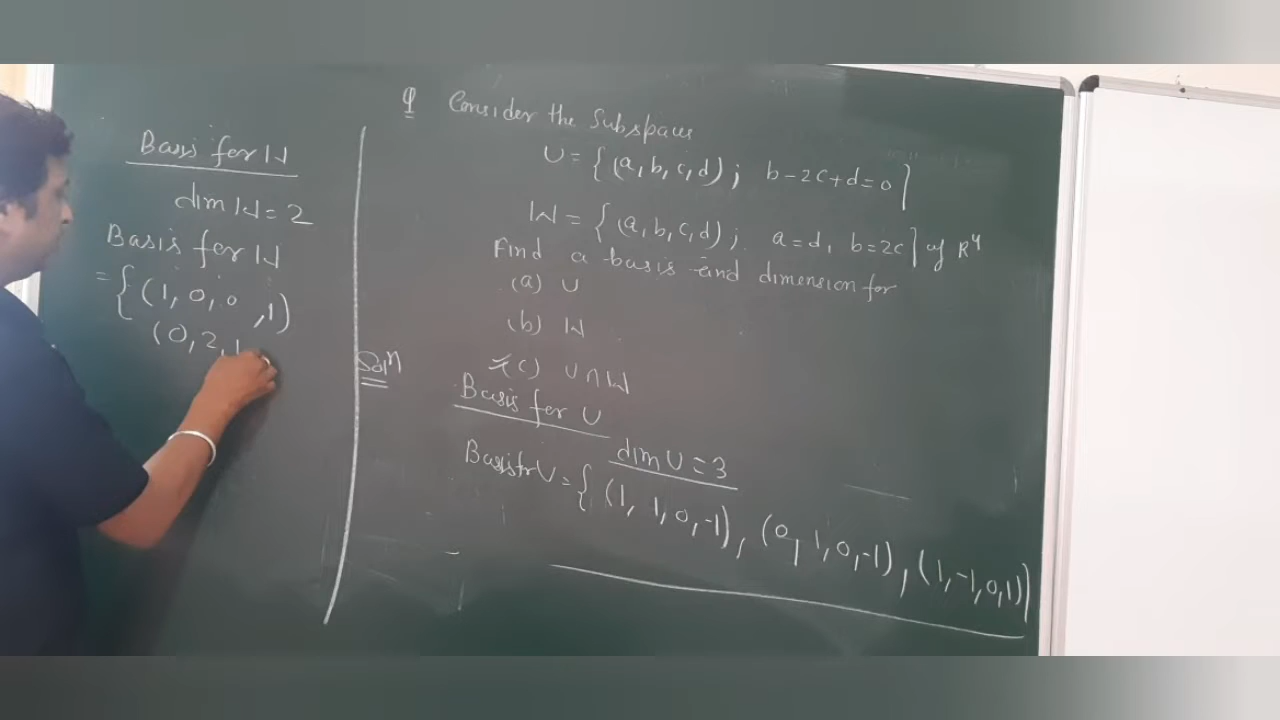 Basis for W
dim W = 2
Basis for W
= { (1, 0, 0, 1)
(0, 2, 1
Q Consider the Subspaces
U = { (a, b, c, d) ; b - 2c + d = 0 }
W = { (a, b, c, d) ; a = d, b = 2c } of R⁴
Find a basis and dimension for
(a) U
(b) W
(c) U ∩ W
Solⁿ
Basis for U
dim U = 3
Basis for U = { (1, 1, 0, -1), (0, 1, 0, -1), (1, -1, 0, 1) }